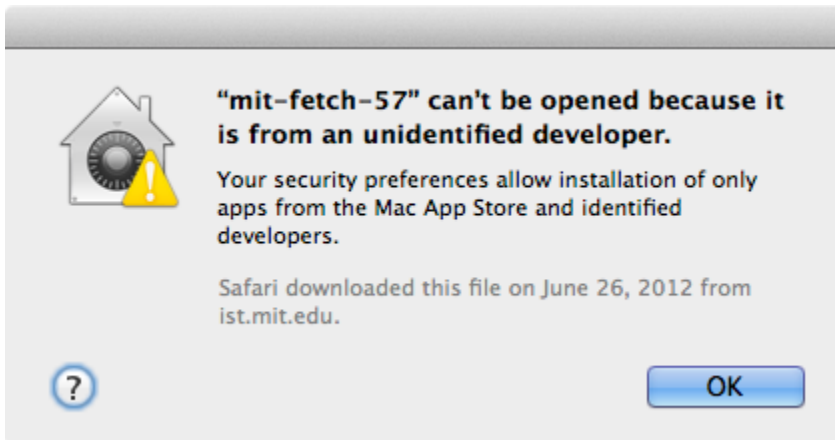 “mit-fetch-57” can't be opened because it
is from an unidentified developer.
Your security preferences allow installation of only
apps from the Mac App Store and identified
developers.
Safari downloaded this file on June 26, 2012 from
ist.mit.edu.
?
OK